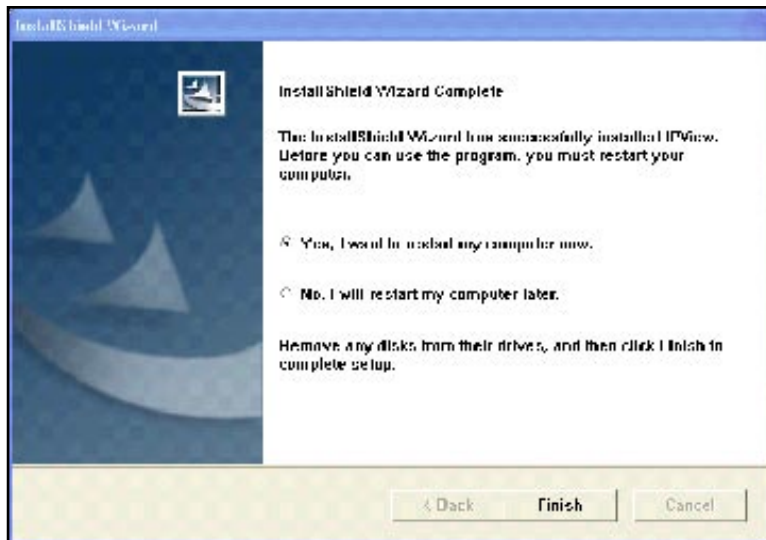 InstallShield Wizard
InstallShield Wizard Complete
The InstallShield Wizard has successfully installed IPView.
Before you can use the program, you must restart your
computer.
Yes, I want to restart my computer now.
No, I will restart my computer later.
Remove any disks from their drives, and then click Finish to
complete setup.
< Back
Finish
Cancel